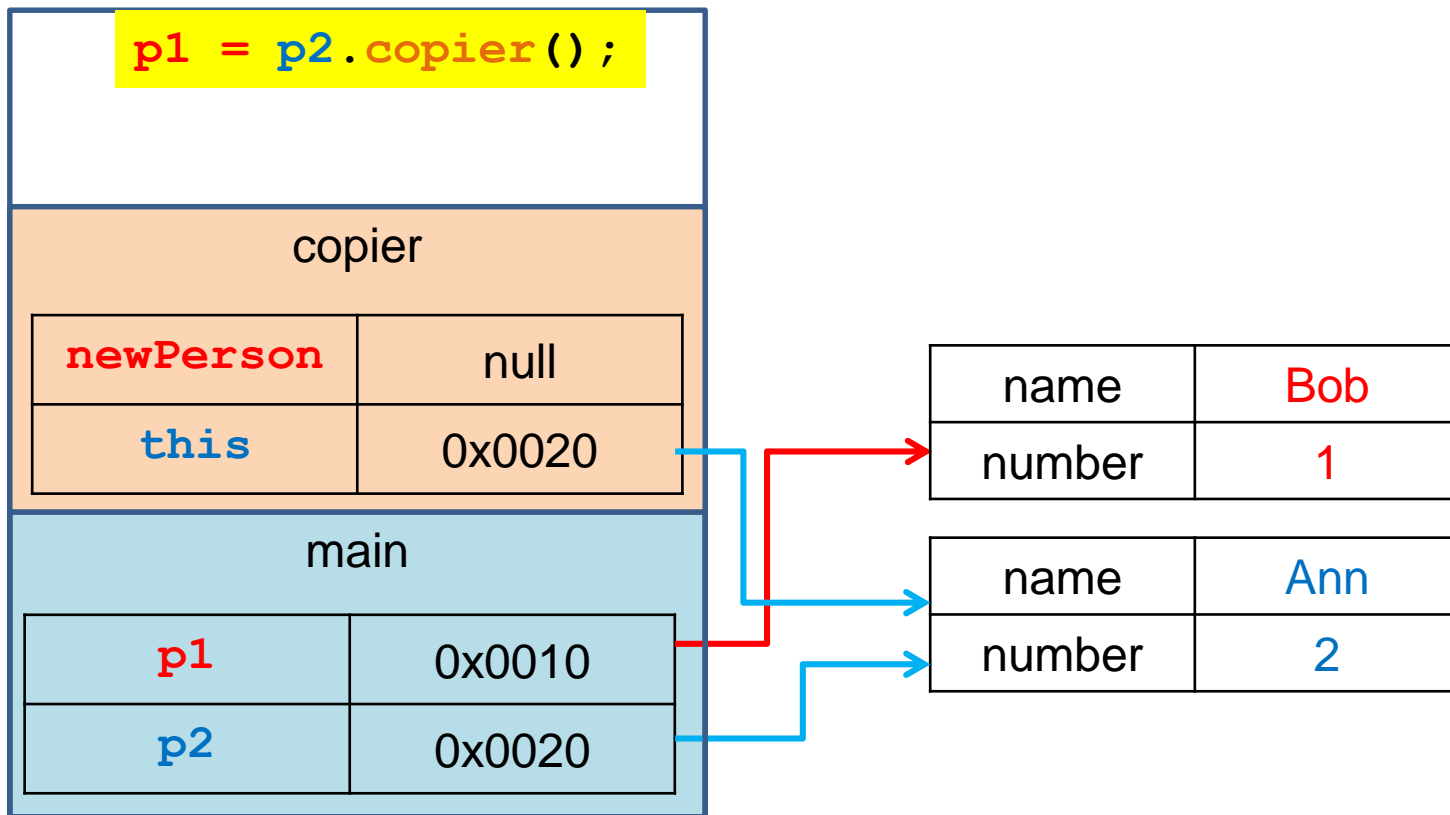 p1 = p2.copier();
copier
newPerson null
this 0x0020
main
p1 0x0010
p2 0x0020
name Bob
number 1
name Ann
number 2